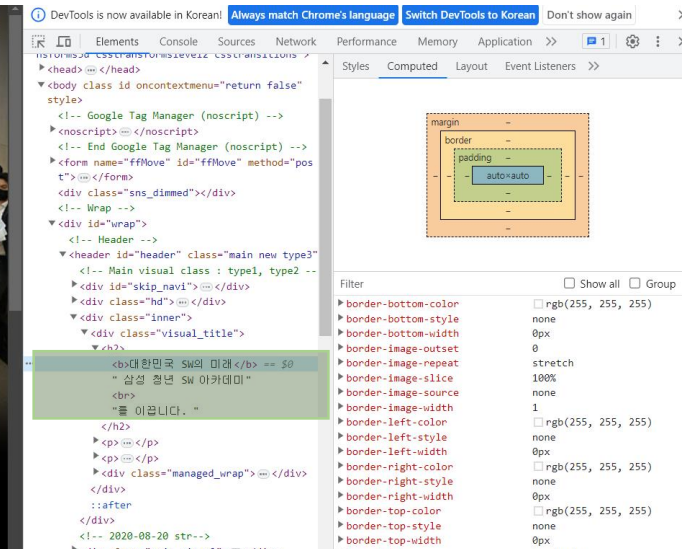 DevTools is now available in Korean! Always match Chrome's language Switch DevTools to Korean Don't show again
Elements Console Sources Network Performance Memory Application 1
<head> </head>
<body class id oncontextmenu="return false"
style>
<!-- Google Tag Manager (noscript) -->
<noscript> </noscript>
<!-- End Google Tag Manager (noscript) -->
<form name="ffMove" id="ffMove" method="pos
t"> </form>
<div class="sns_dimmed"></div>
<!-- Wrap -->
<div id="wrap">
<!-- Header -->
<header id="header" class="main new type3"
<!-- Main visual class : type1, type2 --
<div id="skip_navi"> </div>
<div class="hd"> </div>
<div class="inner">
<div class="visual_title">
<h2>
<b>대한민국 SW의 미래</b> == $0
" 삼성 청년 SW 아카데미"
<br>
"를 이끕니다. "
</h2>
<p> </p>
<p> </p>
<div class="managed_wrap"> </div>
</div>
::after
</div>
<!-- 2020-08-20 str-->
Styles Computed Layout Event Listeners
margin –
border –
padding –
– – – auto×auto – – –
–
–
–
Filter Show all Group
border-bottom-color rgb(255, 255, 255)
border-bottom-style none
border-bottom-width 0px
border-image-outset 0
border-image-repeat stretch
border-image-slice 100%
border-image-source none
border-image-width 1
border-left-color rgb(255, 255, 255)
border-left-style none
border-left-width 0px
border-right-color rgb(255, 255, 255)
border-right-style none
border-right-width 0px
border-top-color rgb(255, 255, 255)
border-top-style none
border-top-width 0px